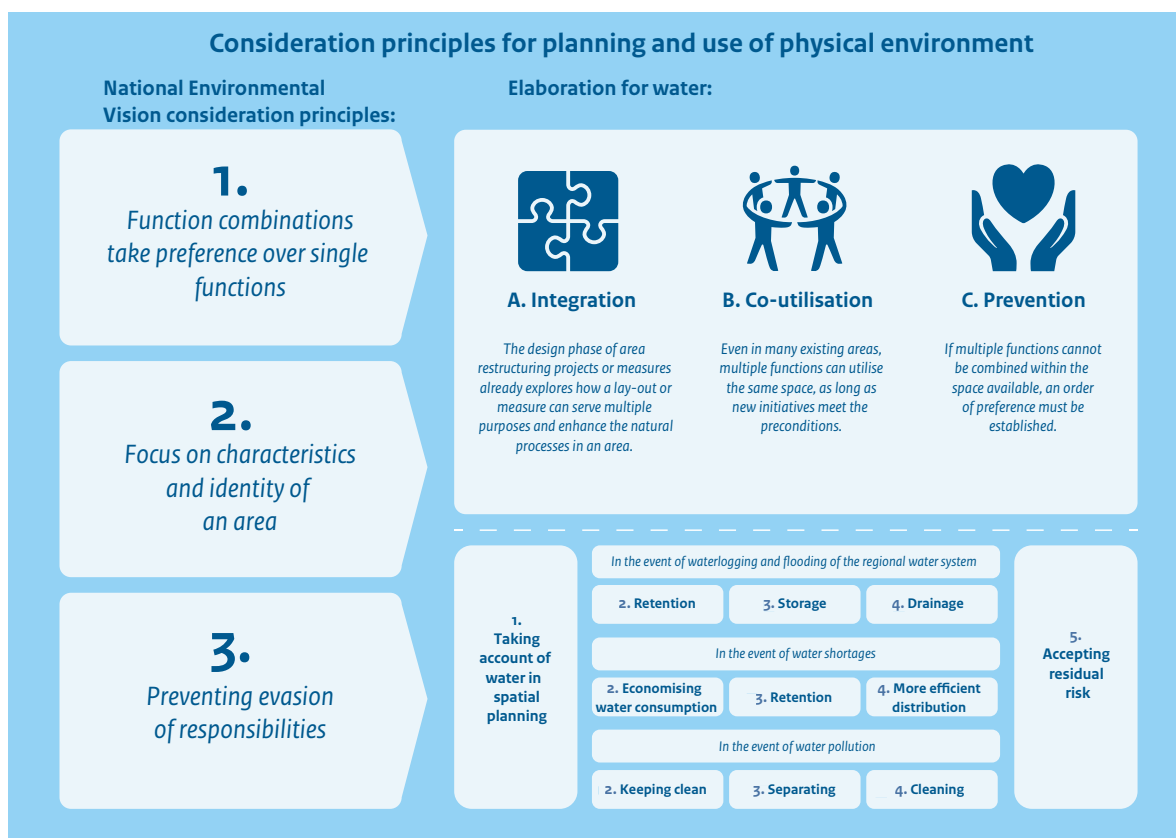 Consideration principles for planning and use of physical environment
National Environmental
Vision consideration principles:
1.
Function combinations
take preference over single
functions
2.
Focus on characteristics
and identity of
an area
3.
Preventing evasion
of responsibilities
Elaboration for water:
A. Integration
The design phase of area
restructuring projects or measures
already explores how a lay-out or
measure can serve multiple
purposes and enhance the natural
processes in an area.
B. Co-utilisation
Even in many existing areas,
multiple functions can utilise
the same space, as long as
new initiatives meet the
preconditions.
C. Prevention
If multiple functions cannot
be combined within the
space available, an order
of preference must be
established.
1.
Taking
account of
water in
spatial
planning
In the event of waterlogging and flooding of the regional water system
2. Retention
3. Storage
4. Drainage
In the event of water shortages
2. Economising
water consumption
3. Retention
4. More efficient
distribution
In the event of water pollution
2. Keeping clean
3. Separating
4. Cleaning
5.
Accepting
residual
risk